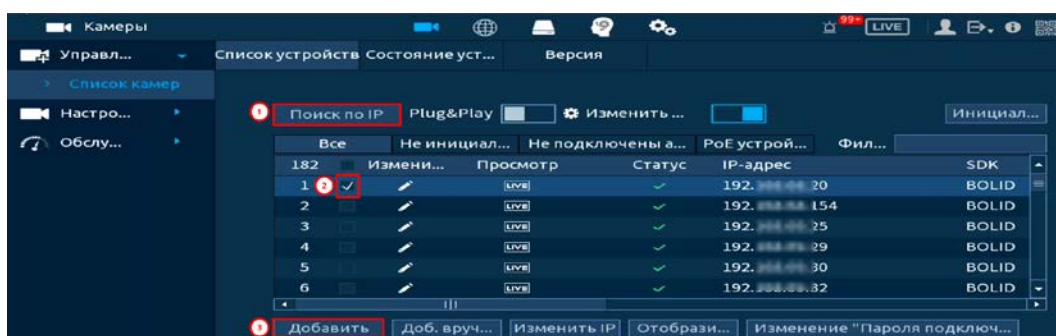 Камеры 99+ LIVE
Управл... Список устройств Состояние уст... Версия
> Список камер
Настро... 1 Поиск по IP Plug&Play Изменить ... Инициал...
Обслу... Все Не инициал... Не подключены а... PoE устрой... Фил...
182 Измени... Просмотр Статус IP-адрес SDK
1 2 LIVE 192. 20 BOLID
2 LIVE 192. 154 BOLID
3 LIVE 192. 25 BOLID
4 LIVE 192. 29 BOLID
5 LIVE 192. 30 BOLID
6 LIVE 192. 32 BOLID
3 Добавить Доб. вруч... Изменить IP Отобрази... Изменение "Пароля подключ...